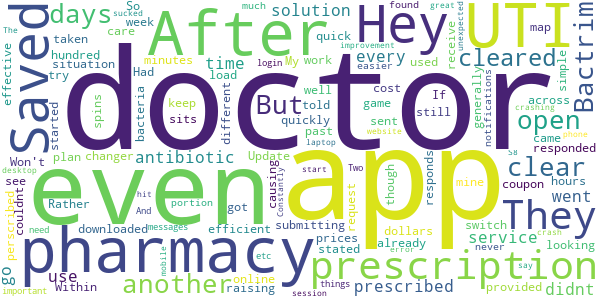 doctor
app
even
pharmacy
After
UTI
Hey
Saved
They
prescription
But
another
clear
open
cleared
Bactrim
days
solution
antibiotic
service
prescribed
didnt
use
go
So
taken
hundred
situation
effective
care
week
Had
minutes
try
started
bacteria
Won't
plan
changer
see
couldnt
perscribed
desktop
need
important
downloaded
Rather
And
hit
portion
messages
mobile
etc
Within
time
every
My
work
keep
load
different
told
quickly
sits
spins
cost
game
past
sent
well
still
If
used
much
sucked
quick
receive
generally
found
easier
login
map
simple
unexpected
great
The
improvement
crashing
notifications
across
came
responded
coupon
hours
went
looking
switch
never
provided
say
crash
phone
website
laptop
S8
Update
causing
Constantly
got
efficient
online
raising
submitting
stated
prices
already
dollars
request
though
responds
mine
start
Two
error
session
things